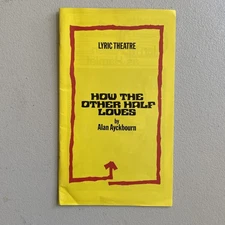 LYRIC THEATRE
HOW THE
OTHER HALF
LOVES
by
Alan Ayckbourn